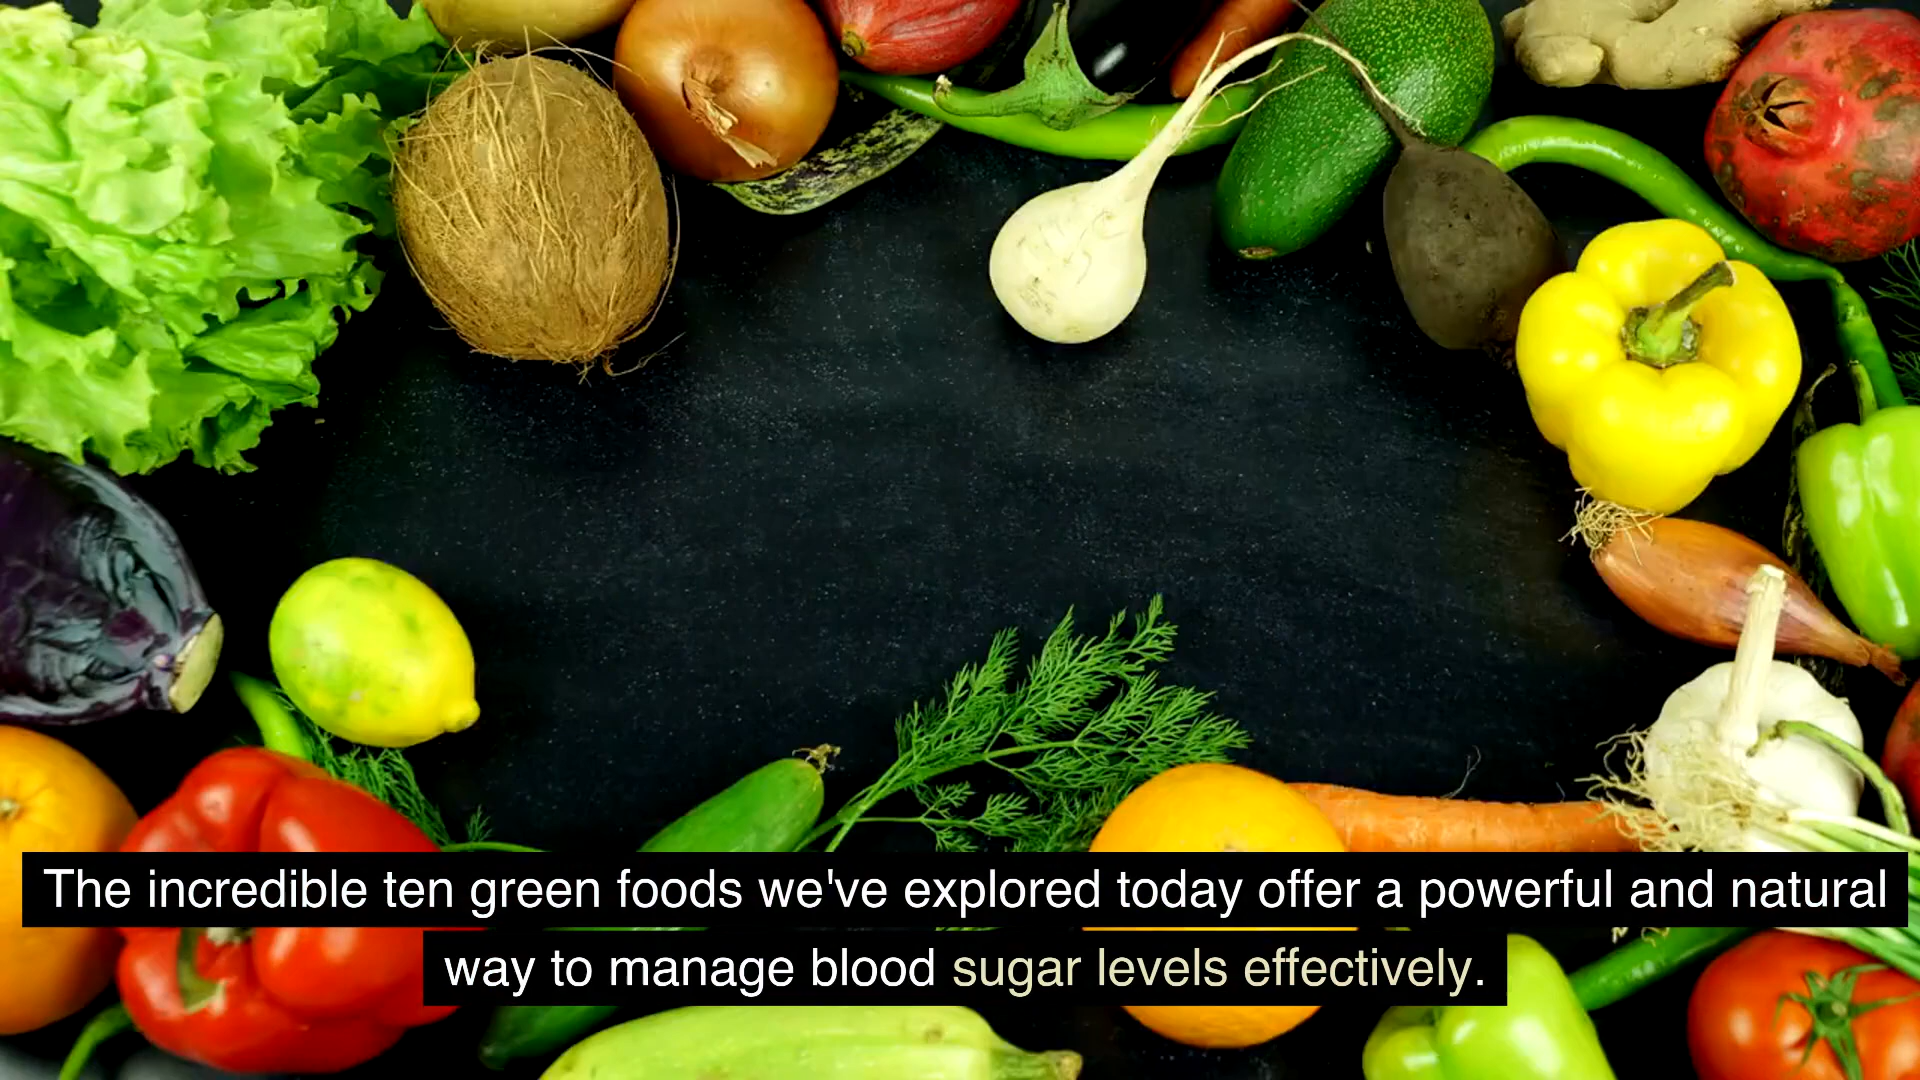 The incredible ten green foods we've explored today offer a powerful and natural
way to manage blood sugar levels effectively.